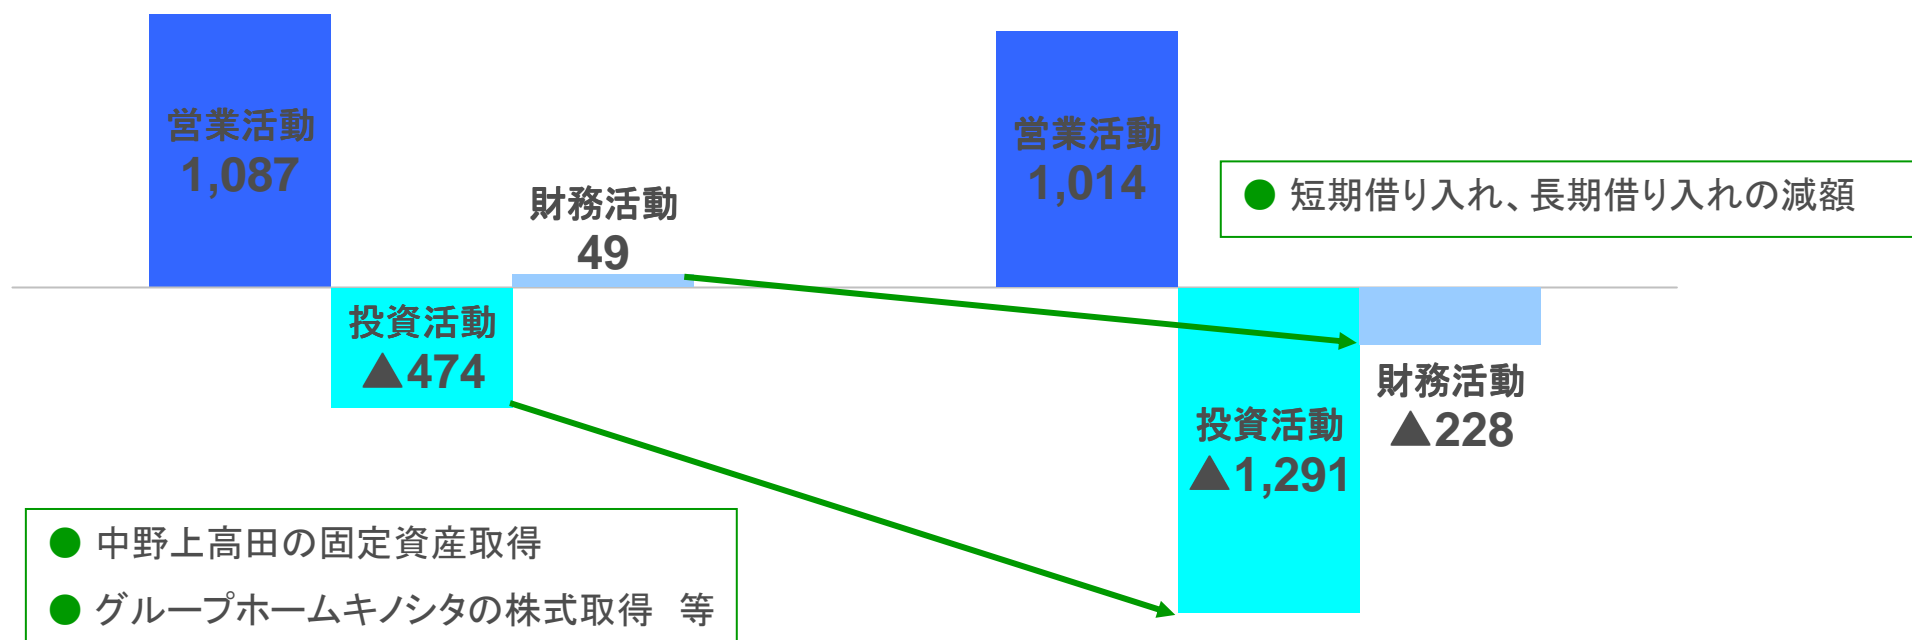 営業活動
1,087
投資活動
▲474
財務活動
49
営業活動
1,014
投資活動
▲1,291
財務活動
▲228
● 短期借り入れ、長期借り入れの減額
● 中野上高田の固定資産取得
● グループホームキノシタの株式取得　等